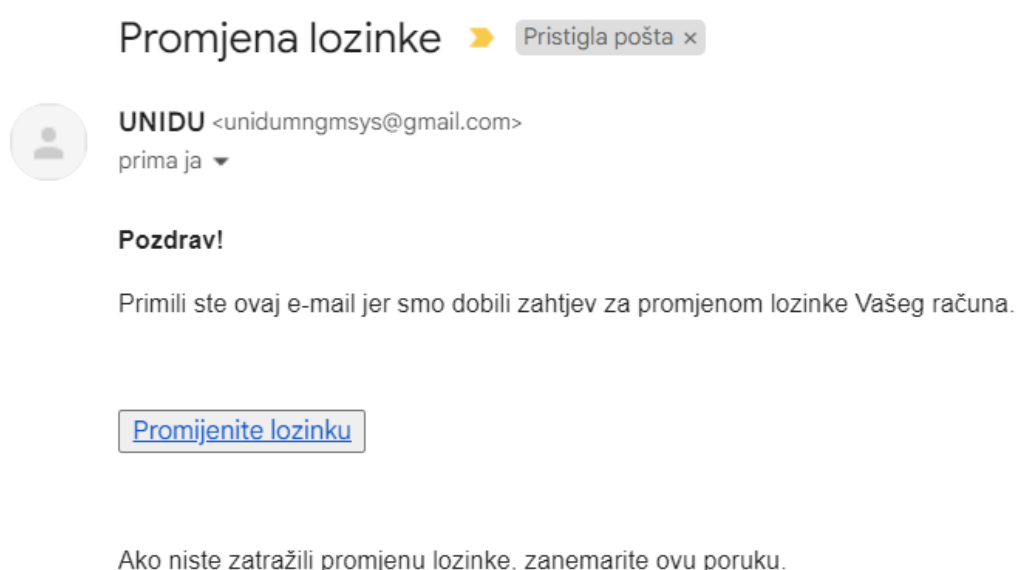 Promjena lozinke Pristigla pošta ×
UNIDU <unidumngmsys@gmail.com>
prima ja
Pozdrav!
Primili ste ovaj e-mail jer smo dobili zahtjev za promjenom lozinke Vašeg računa.
Promijenite lozinku
Ako niste zatražili promjenu lozinke, zanemarite ovu poruku.